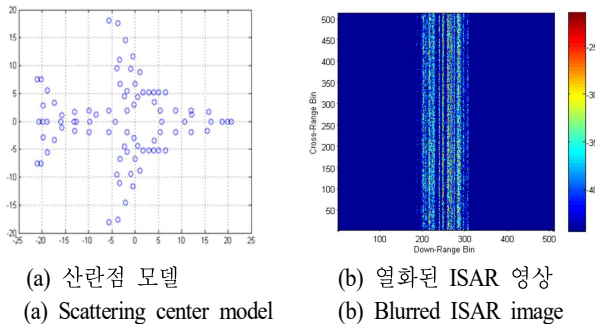 20
15
10
5
0
-5
-10
-15
-20
-25 -20 -15 -10 -5 0 5 10 15 20 25
500
450
400
350
300
250
200
150
100
50
Cross-Range Bin
100 200 300 400 500
Down-Range Bin
-25
-30
-35
-40
(a) 산란점 모델
(a) Scattering center model
(b) 열화된 ISAR 영상
(b) Blurred ISAR image